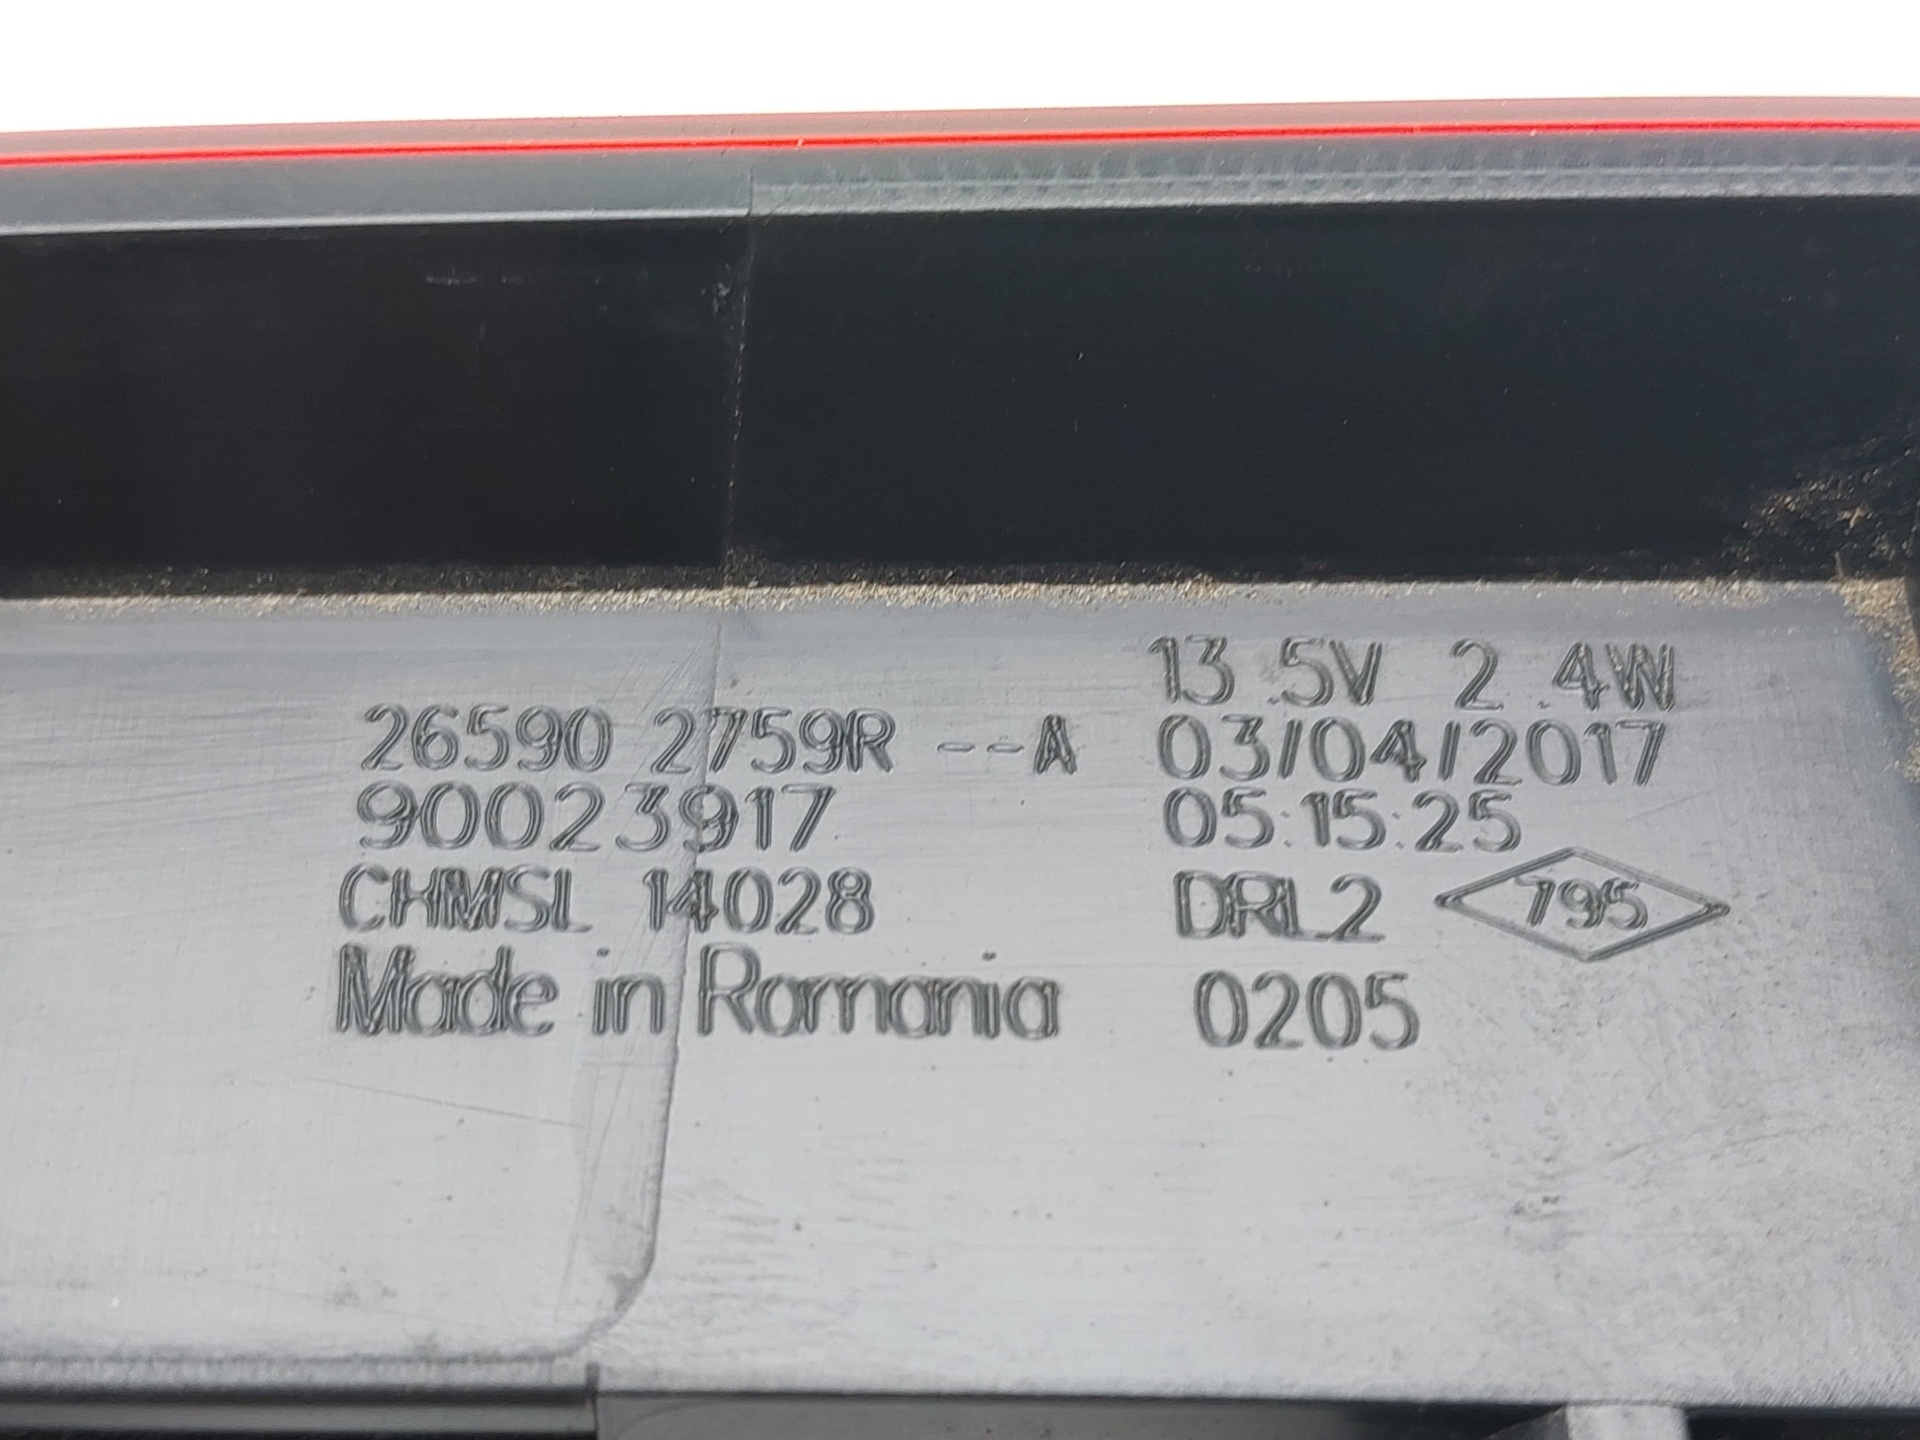 13.5V 2.4W
26590 2759R --A 03/04/2017
90023917 05:15:25
CHMSL 14028 DRL2 795
Made in Romania 0205